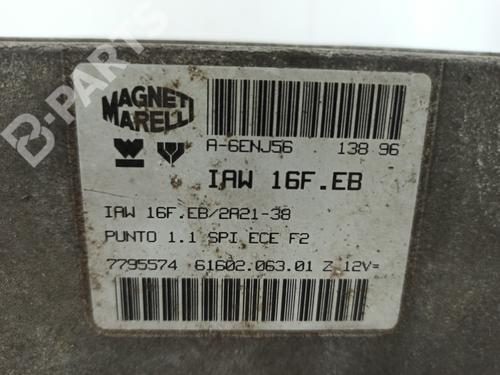 B-PARTS
MAGNETI
MARELLI
A-6ENJ56 138 96
IAW 16F.EB
IAW 16F.EB/2A21-38
PUNTO 1.1 SPI ECE F2
7795574 61602.063.01 Z 12V=